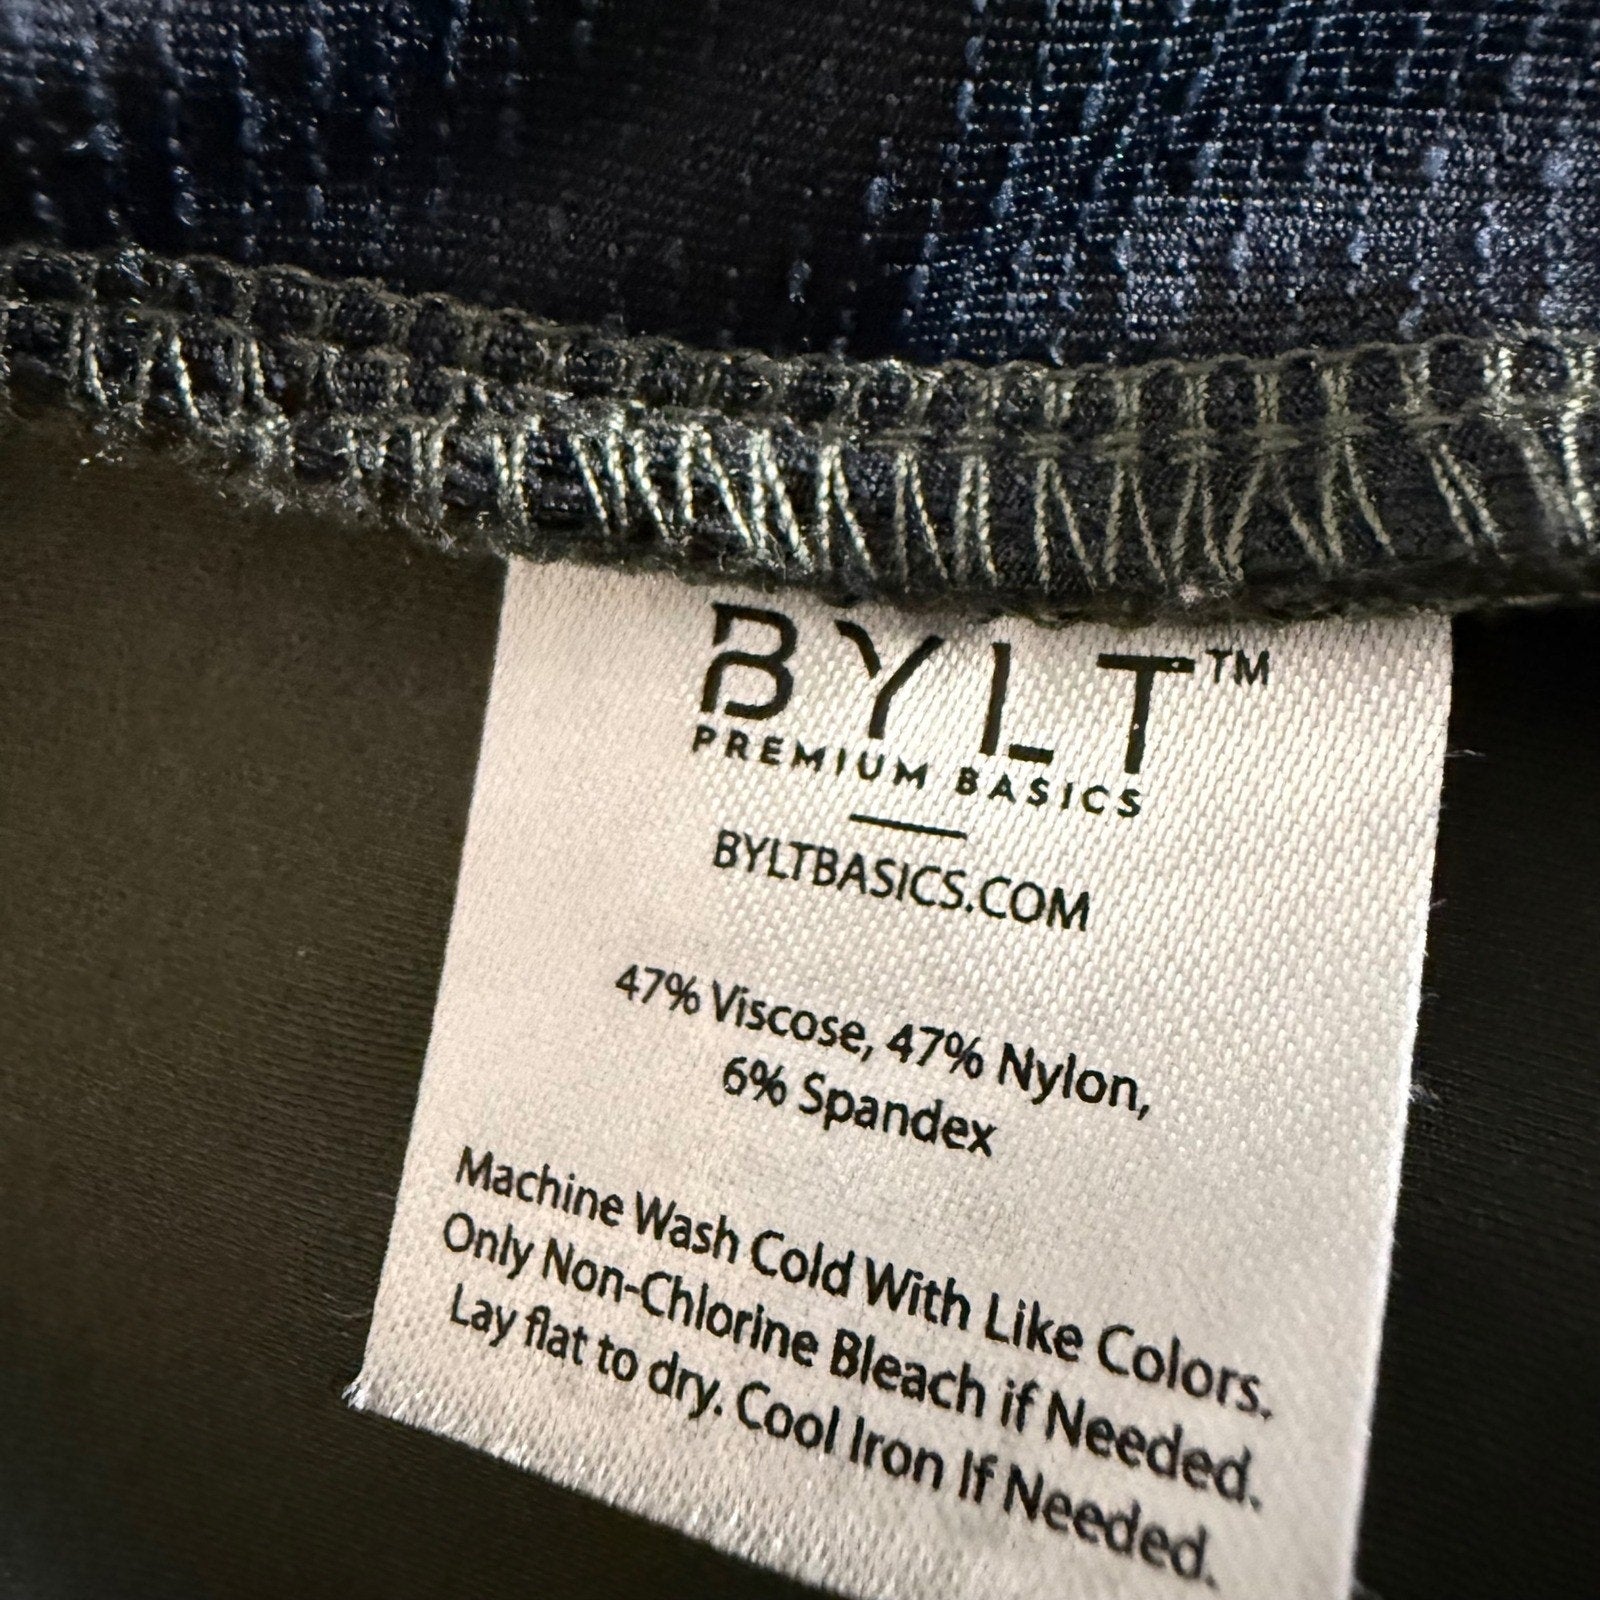 BYLT™
PREMIUM BASICS
BYLTBASICS.COM
47% Viscose, 47% Nylon,
6% Spandex
Machine Wash Cold With Like Colors.
Only Non-Chlorine Bleach if Needed.
Lay flat to dry. Cool Iron If Needed.